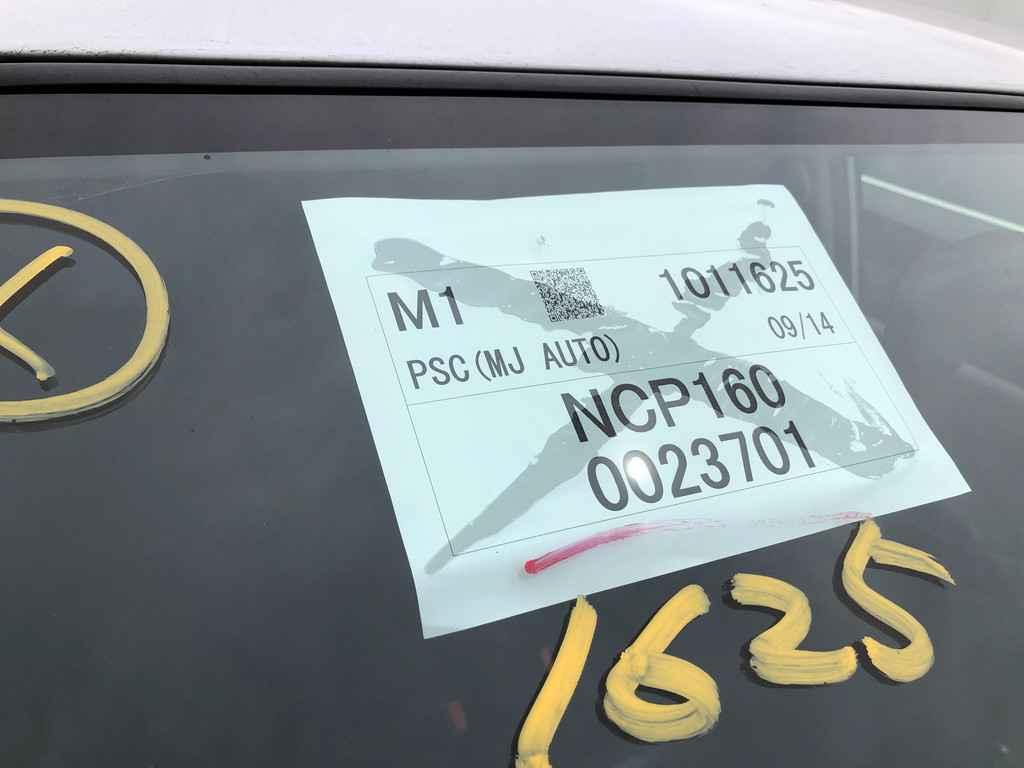 M1 1011625
09/14
PSC(MJ AUTO)
NCP160
0023701
1625